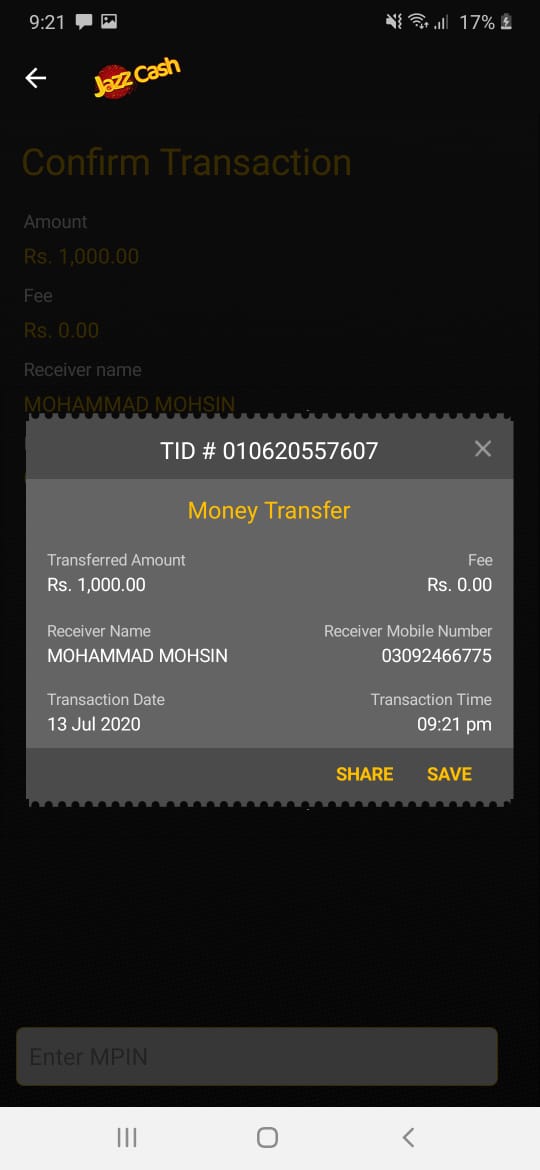 9:21
17%
Jazz Cash
Confirm Transaction
Amount
Rs. 1,000.00
Fee
Rs. 0.00
Receiver name
MOHAMMAD MOHSIN
TID # 010620557607
Money Transfer
Transferred Amount Fee
Rs. 1,000.00 Rs. 0.00
Receiver Name Receiver Mobile Number
MOHAMMAD MOHSIN 03092466775
Transaction Date Transaction Time
13 Jul 2020 09:21 pm
SHARE SAVE
Enter MPIN